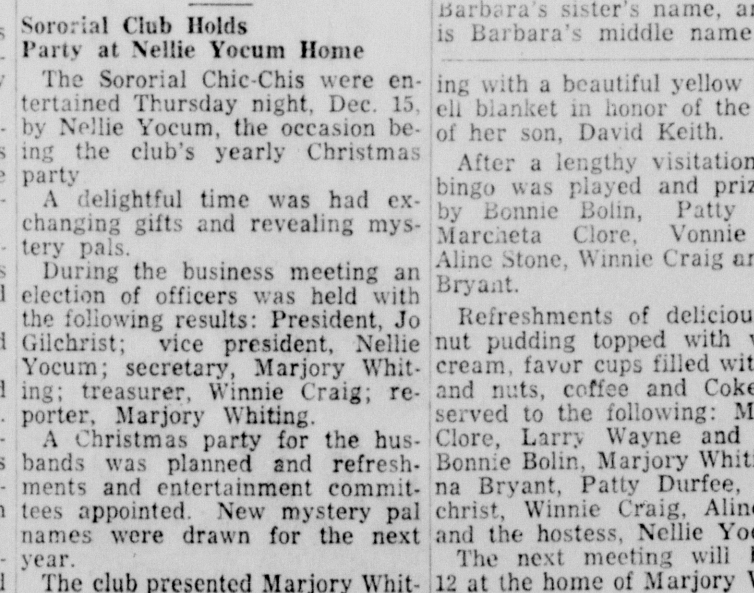 Sororial Club Holds
Party at Nellie Yocum Home
The Sororial Chic-Chis were en-
tertained Thursday night, Dec. 15,
by Nellie Yocum, the occasion be-
ing the club's yearly Christmas
party
A delightful time was had ex-
changing gifts and revealing mys-
tery pals.
During the business meeting an
election of officers was held with
the following results: President, Jo
Gilchrist; vice president, Nellie
Yocum; secretary, Marjory Whit-
ing; treasurer, Winnie Craig; re-
porter, Marjory Whiting.
A Christmas party for the hus-
bands was planned and refresh-
ments and entertainment commit-
tees appointed. New mystery pal
names were drawn for the next
year.
The club presented Marjory Whit-
Barbara's sister's name,
is Barbara's middle name
ing with a beautiful yellow
ell blanket in honor of the
of her son, David Keith.
After a lengthy visitation
bingo was played and
by Bonnie Bolin, Patty
Marcheta Clore, Vonnie
Aline Stone, Winnie Craig
Bryant.
Refreshments of
nut pudding topped with
cream, favor cups filled
and nuts, coffee and
served to the following:
Clore, Larry Wayne and
Bonnie Bolin, Marjory
na Bryant, Patty Durfee,
christ, Winnie Craig,
and the hostess, Nellie
The next meeting will
12 at the home of Marjory